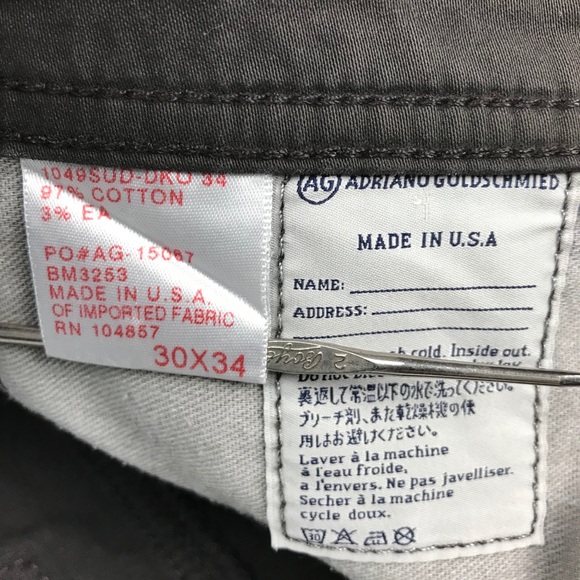 1049SUD-DKO 34
97% COTTON
3% EA
PO#AG-15067
BM3253
MADE IN U.S.A.
OF IMPORTED FABRIC
RN 104857
30X34
AG ADRIANO GOLDSCHMIED
MADE IN U.S.A
NAME:
ADDRESS:
cold. Inside out.
裏返して常温以下の水で洗ってください。
ブリーチ剤、また乾燥機の使
用はお避けください。
Laver à la machine
à l'eau froide,
a l'envers. Ne pas javelliser.
Secher à la machine
cycle doux.